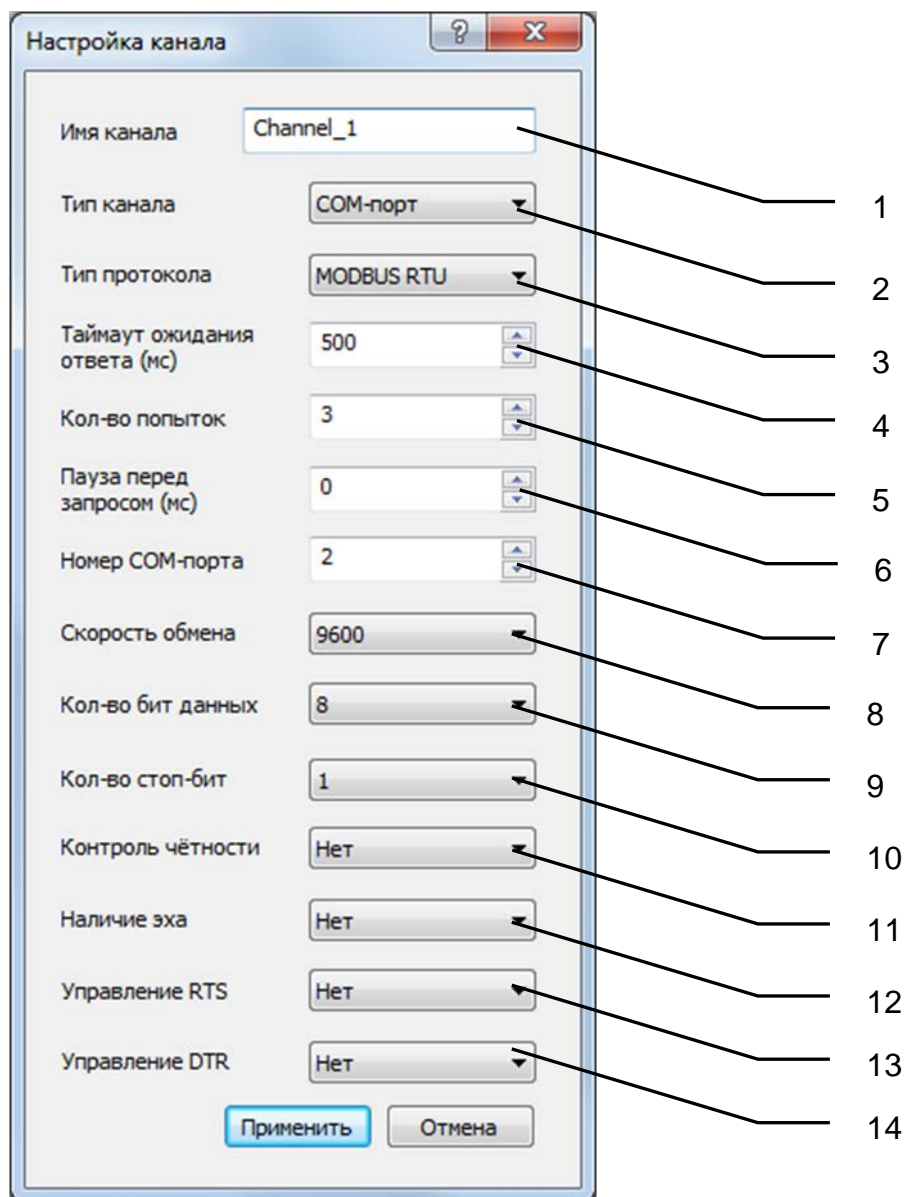 Настройка канала
?
Имя канала Channel_1
1
Тип канала COM-порт
2
Тип протокола MODBUS RTU
3
Таймаут ожидания
ответа (мс) 500
4
Кол-во попыток 3
5
Пауза перед
запросом (мс) 0
6
Номер COM-порта 2
7
Скорость обмена 9600
8
Кол-во бит данных 8
9
Кол-во стоп-бит 1
10
Контроль чётности Нет
11
Наличие эха Нет
12
Управление RTS Нет
13
Управление DTR Нет
14
Применить Отмена